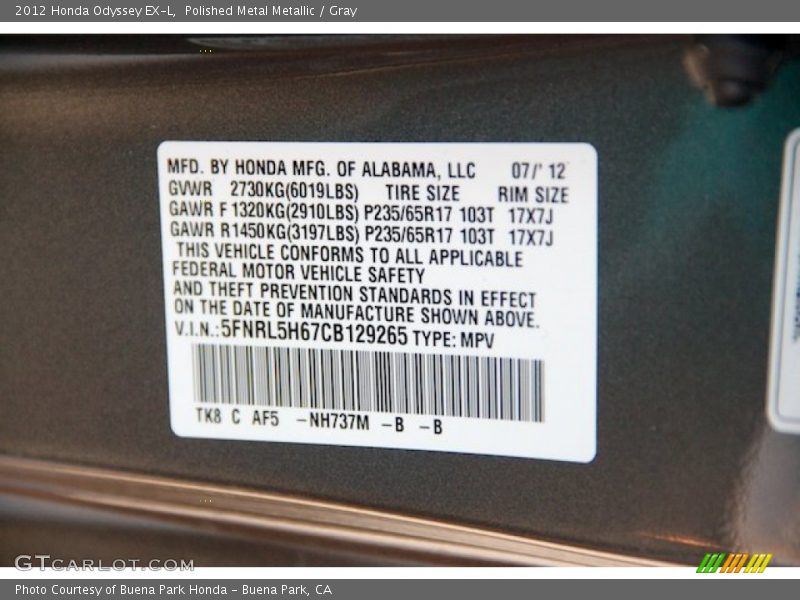 2012 Honda Odyssey EX-L, Polished Metal Metallic / Gray
MFD. BY HONDA MFG. OF ALABAMA, LLC 07/' 12
GVWR 2730KG(6019LBS) TIRE SIZE RIM SIZE
GAWR F 1320KG(2910LBS) P235/65R17 103T 17X7J
GAWR R1450KG(3197LBS) P235/65R17 103T 17X7J
THIS VEHICLE CONFORMS TO ALL APPLICABLE
FEDERAL MOTOR VEHICLE SAFETY
AND THEFT PREVENTION STANDARDS IN EFFECT
ON THE DATE OF MANUFACTURE SHOWN ABOVE.
V.I.N.:5FNRL5H67CB129265 TYPE: MPV
TK8 C AF5 -NH737M -B -B
GTCARLOT.COM
Photo Courtesy of Buena Park Honda - Buena Park, CA